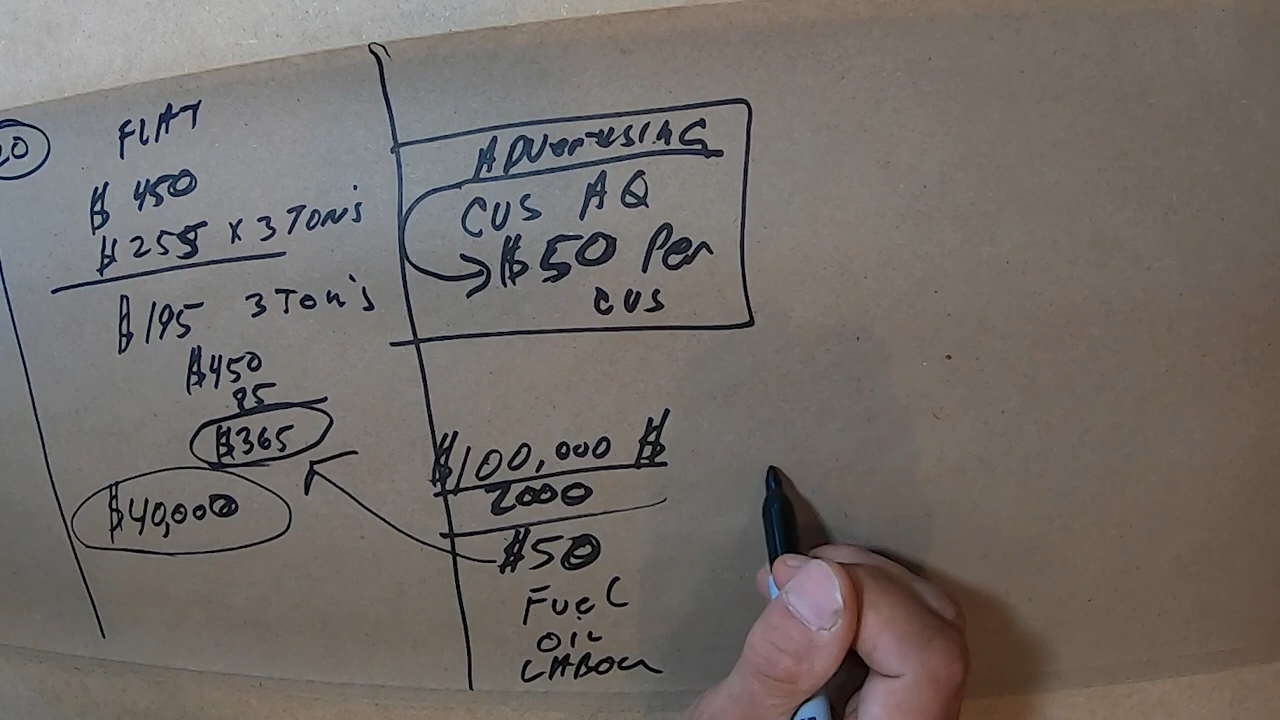 20
FLAT
$ 450
$255 x 3 TON's
$195 3 TON's
$450
85
$365
$40,000
ADVERTISING
CUS AQ
$50 Per
CUS
$100,000 $
2000
$50
FUEL
OIL
LABOR